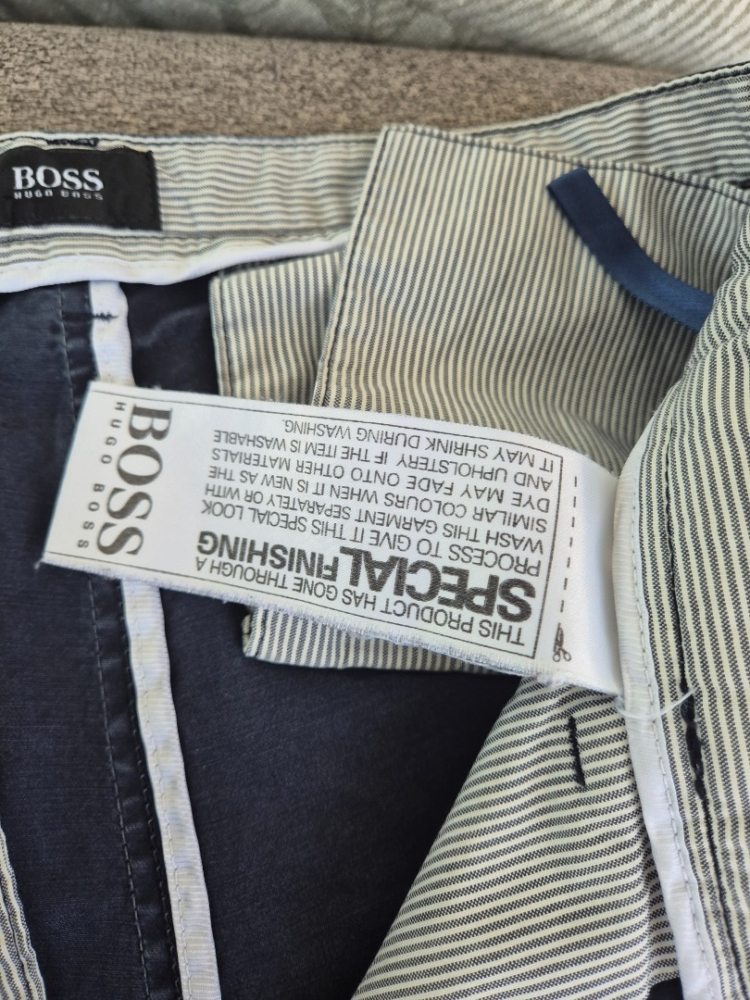 BOSS
HUGO BOSS
THIS PRODUCT HAS GONE THROUGH A
SPECIAL FINISHING
PROCESS TO GIVE IT THIS SPECIAL LOOK
WASH THIS GARMENT SEPARATELY OR WITH
SIMILAR COLOURS WHEN IT IS NEW AS THE
DYE MAY FADE ONTO OTHER MATERIALS
AND UPHOLSTERY. IF THE ITEM IS WASHABLE
IT MAY SHRINK DURING WASHING.
BOSS
HUGO BOSS